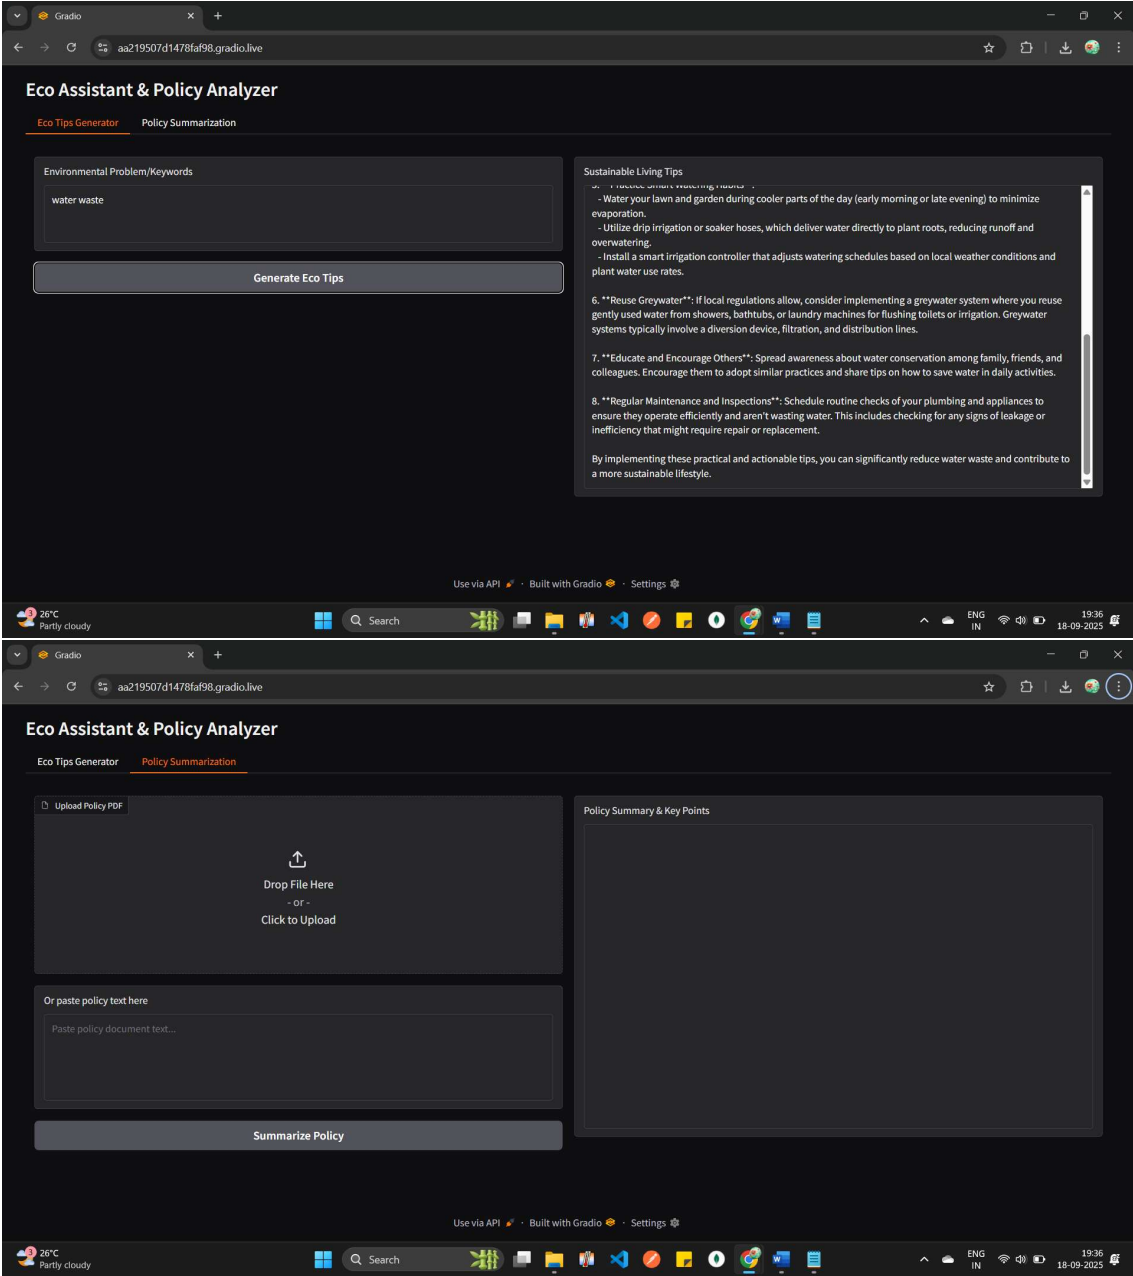 Gradio
aa219507d1478faf98.gradio.live
Eco Assistant & Policy Analyzer
Eco Tips Generator
Policy Summarization
Environmental Problem/Keywords
water waste
Generate Eco Tips
Sustainable Living Tips
5. **Practice Smart Watering Habits**:
- Water your lawn and garden during cooler parts of the day (early morning or late evening) to minimize
evaporation.
- Utilize drip irrigation or soaker hoses, which deliver water directly to plant roots, reducing runoff and
overwatering.
- Install a smart irrigation controller that adjusts watering schedules based on local weather conditions and
plant water use rates.
6. **Reuse Greywater**: If local regulations allow, consider implementing a greywater system where you reuse
gently used water from showers, bathtubs, or laundry machines for flushing toilets or irrigation. Greywater
systems typically involve a diversion device, filtration, and distribution lines.
7. **Educate and Encourage Others**: Spread awareness about water conservation among family, friends, and
colleagues. Encourage them to adopt similar practices and share tips on how to save water in daily activities.
8. **Regular Maintenance and Inspections**: Schedule routine checks of your plumbing and appliances to
ensure they operate efficiently and aren't wasting water. This includes checking for any signs of leakage or
inefficiency that might require repair or replacement.
By implementing these practical and actionable tips, you can significantly reduce water waste and contribute to
a more sustainable lifestyle.
Use via API · Built with Gradio · Settings
3
26°C
Partly cloudy
Search
ENG
IN
19:36
18-09-2025
Gradio
aa219507d1478faf98.gradio.live
Eco Assistant & Policy Analyzer
Eco Tips Generator
Policy Summarization
Upload Policy PDF
Drop File Here
- or -
Click to Upload
Or paste policy text here
Paste policy document text...
Summarize Policy
Policy Summary & Key Points
Use via API · Built with Gradio · Settings
3
26°C
Partly cloudy
Search
ENG
IN
19:36
18-09-2025